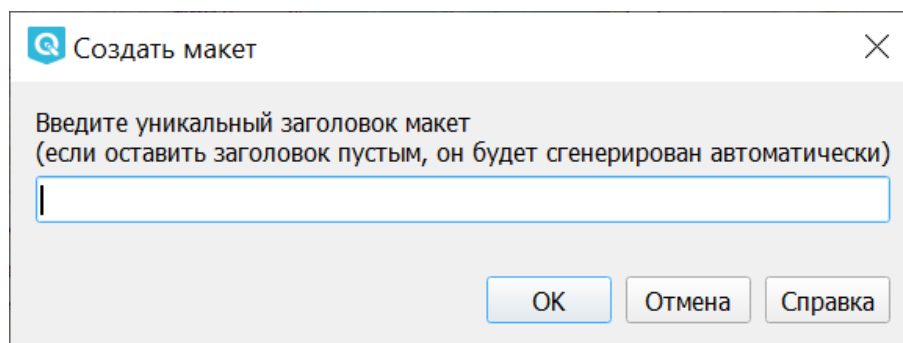 Создать макет
Введите уникальный заголовок макет
(если оставить заголовок пустым, он будет сгенерирован автоматически)
OK
Отмена
Справка